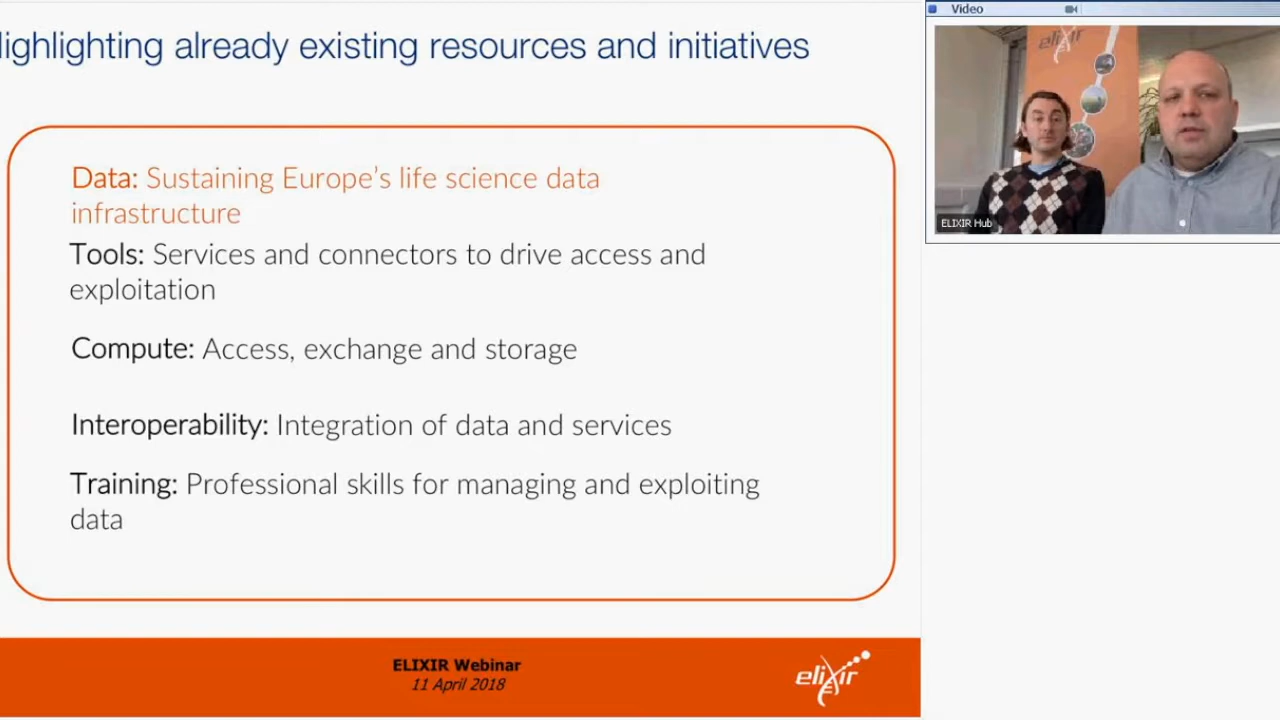 Highlighting already existing resources and initiatives
Data: Sustaining Europe's life science data
infrastructure
Tools: Services and connectors to drive access and
exploitation
Compute: Access, exchange and storage
Interoperability: Integration of data and services
Training: Professional skills for managing and exploiting
data
ELIXIR Webinar
11 April 2018
elixir
Video
elixir
ELIXIR Hub